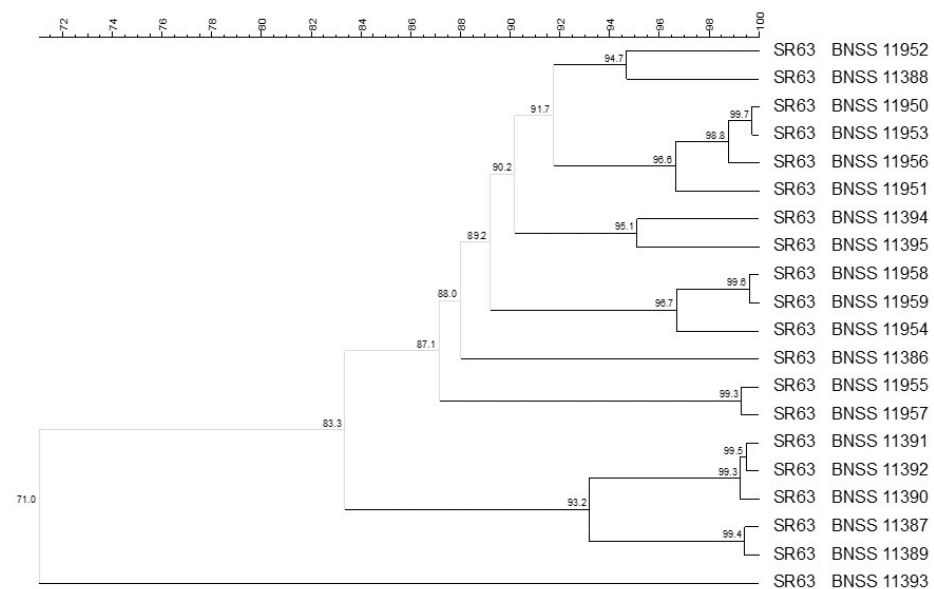 72 74 76 78 80 82 84 86 88 90 92 94 96 98 100
SR63 BNSS 11952
94.7
SR63 BNSS 11388
91.7
SR63 BNSS 11950
99.7
SR63 BNSS 11953
98.8
SR63 BNSS 11956
96.6
90.2
SR63 BNSS 11951
SR63 BNSS 11394
95.1
89.2
SR63 BNSS 11395
SR63 BNSS 11958
99.6
88.0
SR63 BNSS 11959
96.7
SR63 BNSS 11954
87.1
SR63 BNSS 11386
SR63 BNSS 11955
99.3
SR63 BNSS 11957
83.3
SR63 BNSS 11391
99.5
SR63 BNSS 11392
99.3
71.0
93.2
SR63 BNSS 11390
SR63 BNSS 11387
99.4
SR63 BNSS 11389
SR63 BNSS 11393